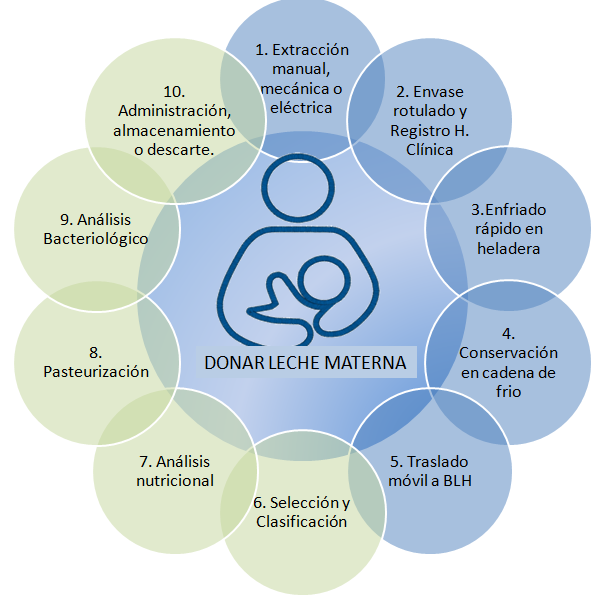 1. Extracción
manual,
mecánica o
eléctrica
2. Envase
rotulado y
Registro H.
Clínica
3.Enfriado
rápido en
heladera
4.
Conservación
en cadena de
frio
5. Traslado
móvil a BLH
6. Selección y
Clasificación
7. Análisis
nutricional
8.
Pasteurización
9. Análisis
Bacteriológico
10.
Administración,
almacenamiento
o descarte.
DONAR LECHE MATERNA